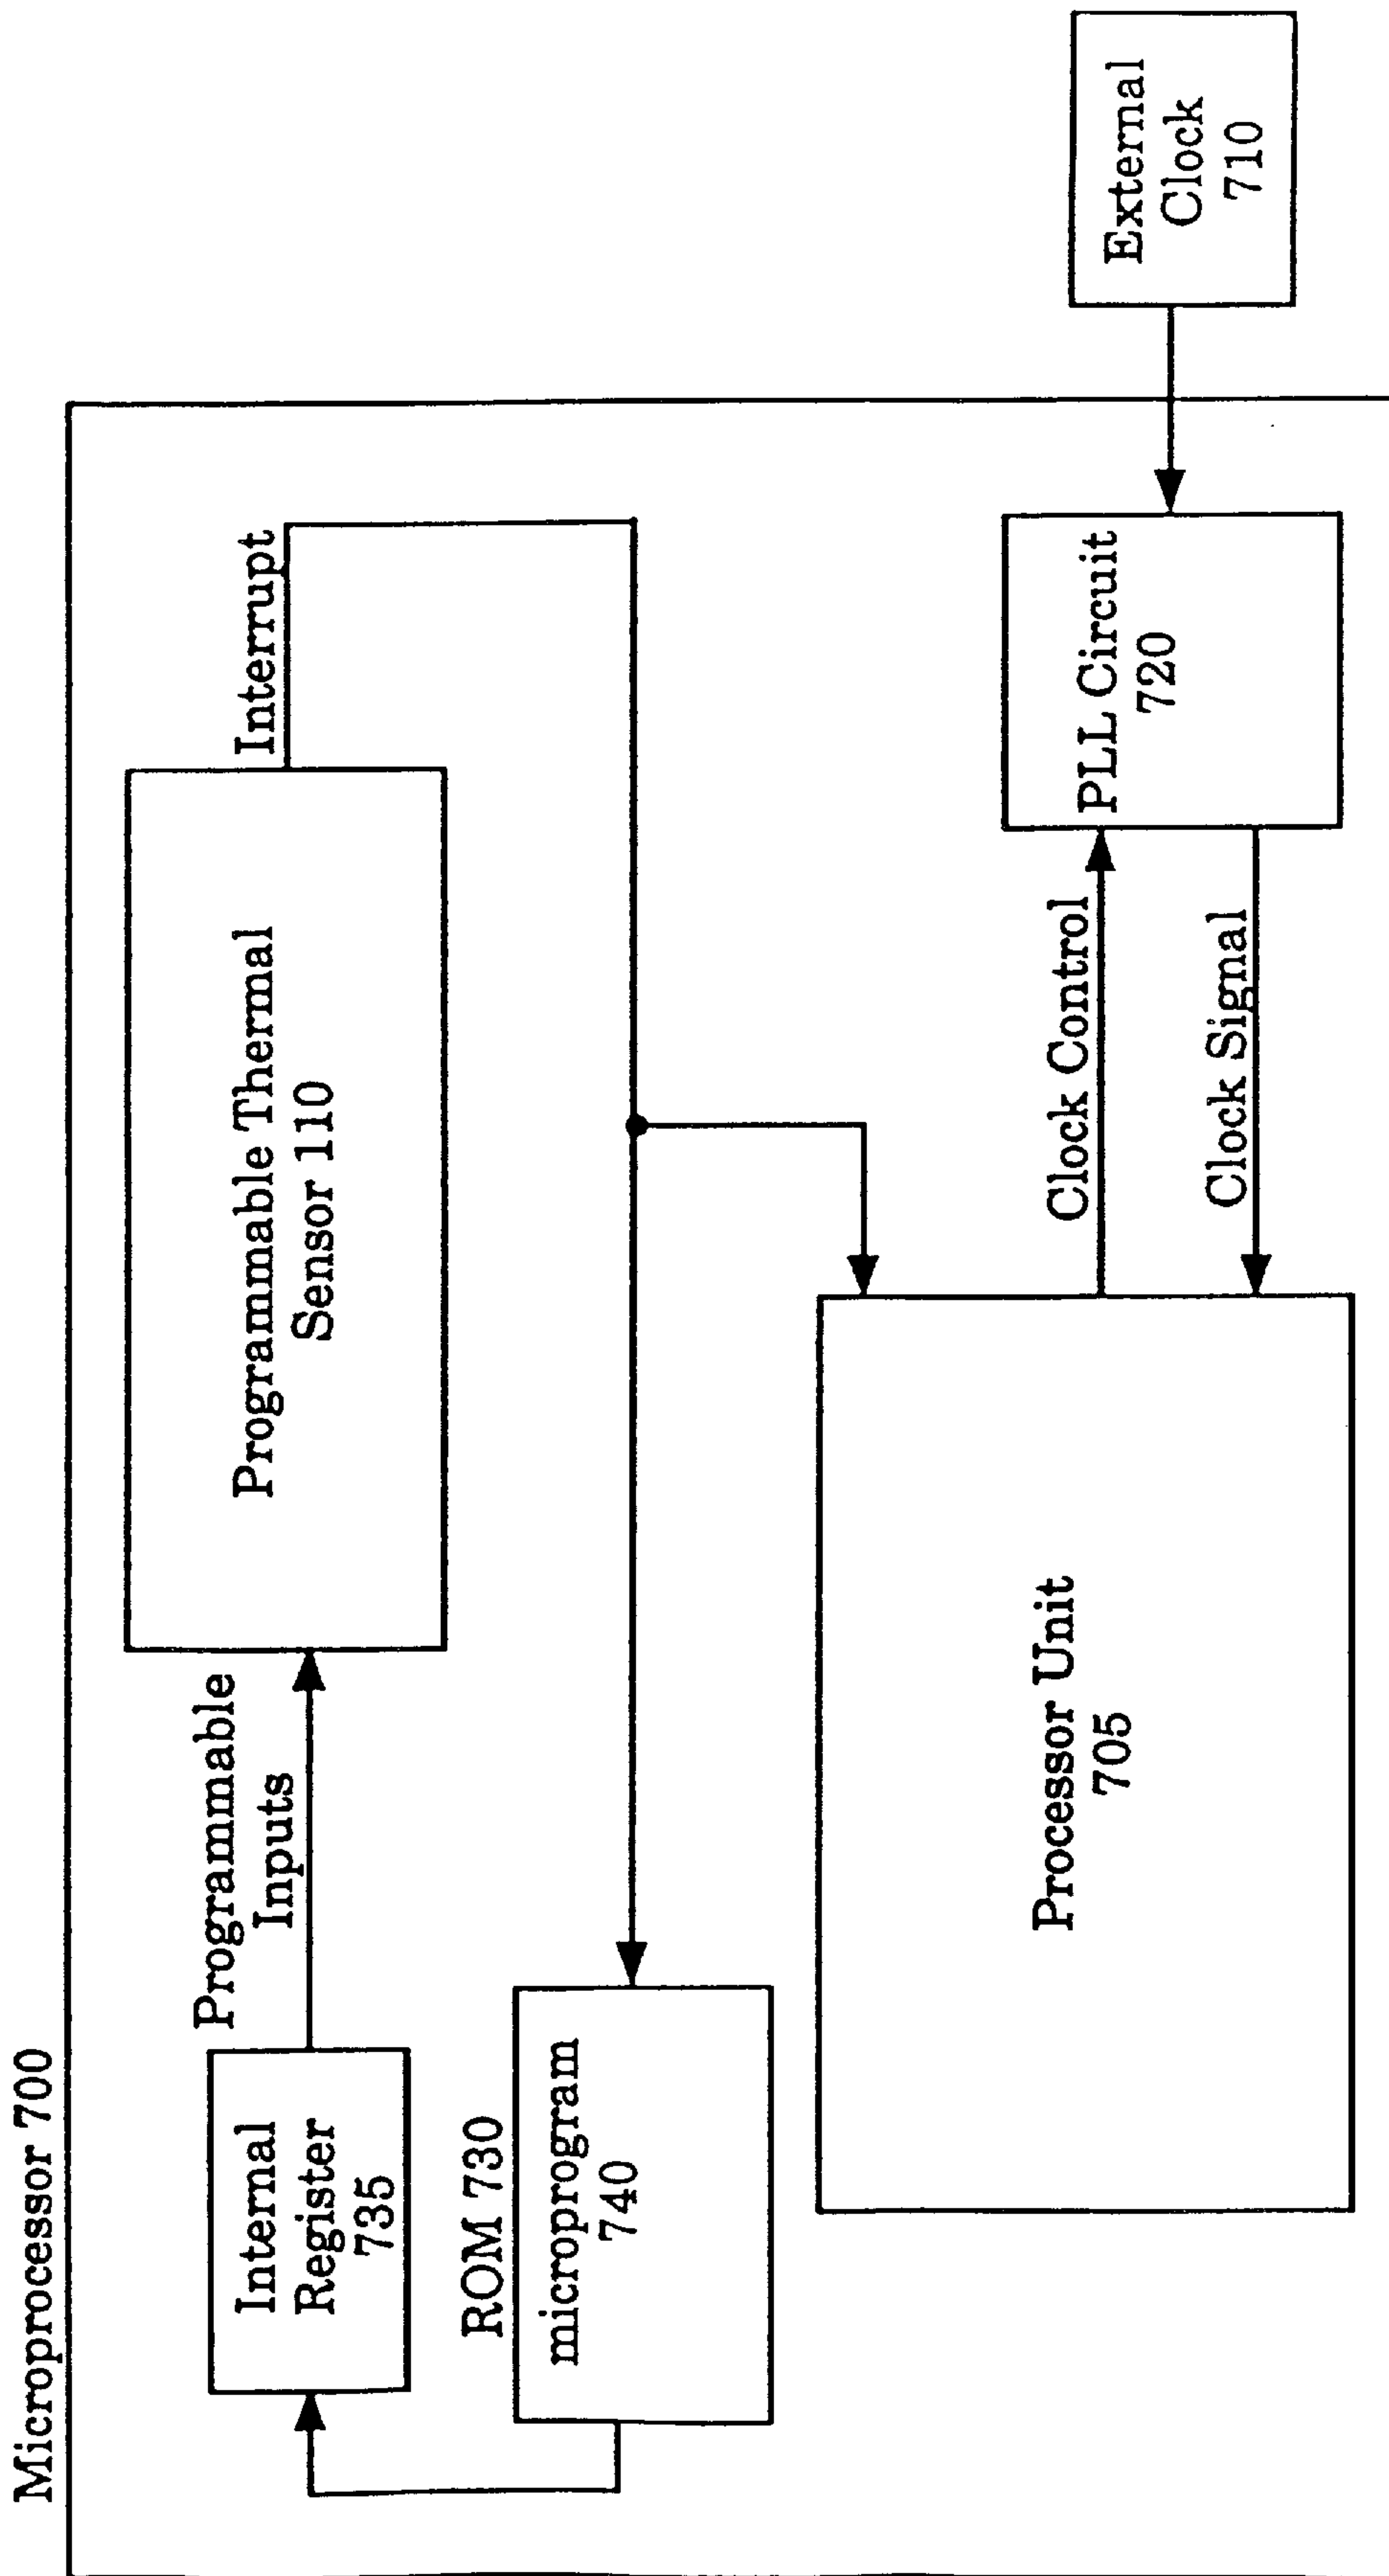 Microprocessor 700
Internal
Register
735
Programmable
Inputs
Programmable Thermal
Sensor 110
Interrupt
ROM 730
microprogram
740
Processor Unit
705
Clock Control
Clock Signal
PLL Circuit
720
External
Clock
710